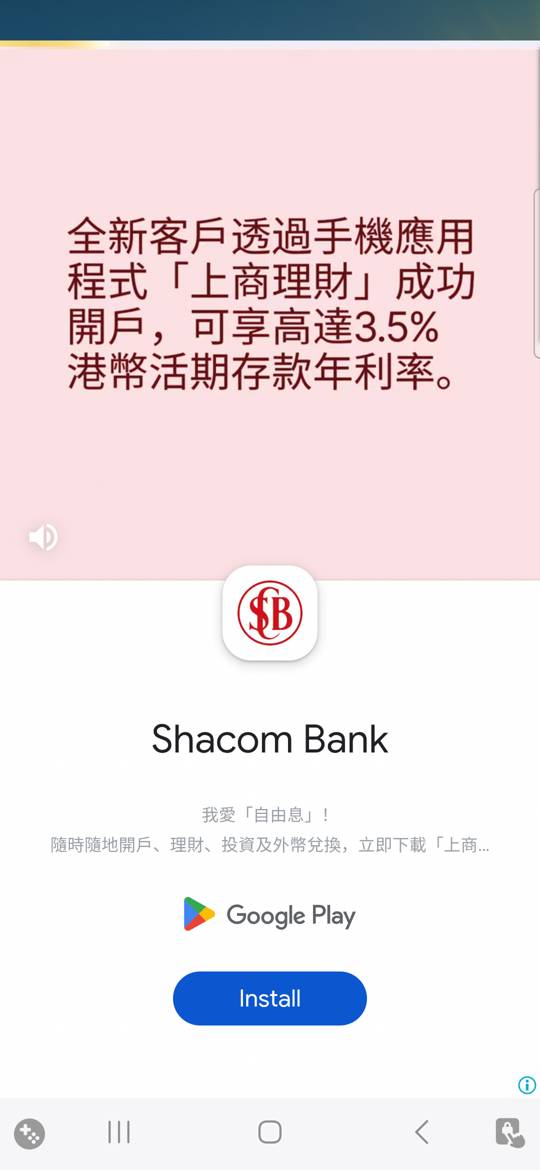 全新客戶透過手機應用
程式「上商理財」成功
開戶，可享高達3.5%
港幣活期存款年利率。
SCB
Shacom Bank
我愛「自由息」！
隨時隨地開戶、理財、投資及外幣兌換，立即下載「上商...
Google Play
Install